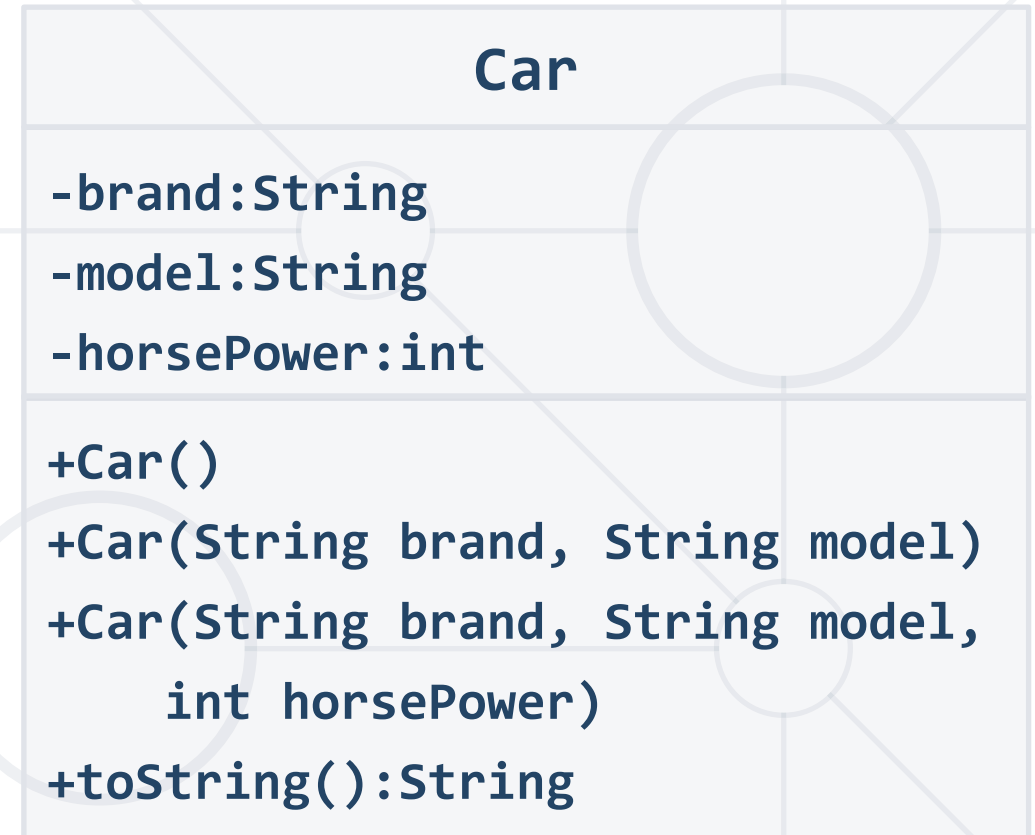 Car
-brand:String
-model:String
-horsePower:int
+Car()
+Car(String brand, String model)
+Car(String brand, String model,
int horsePower)
+toString():String